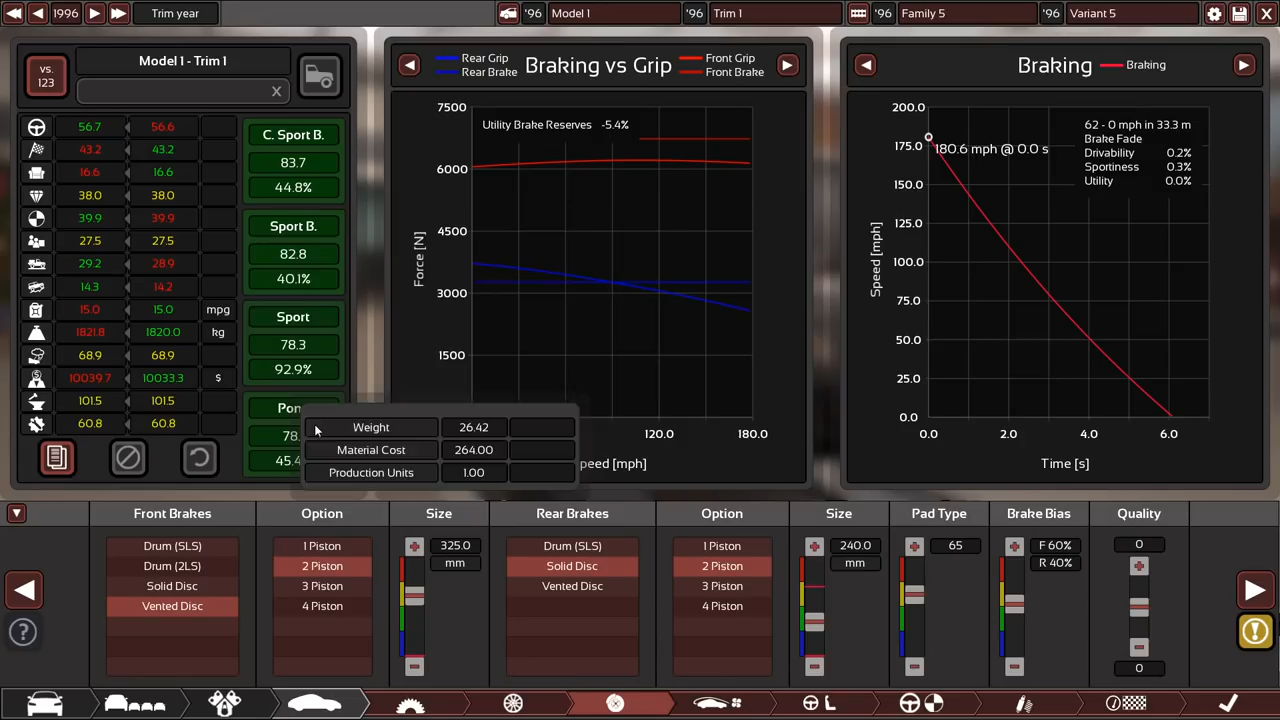 1996
Trim year
'96
Model 1
'96
Trim 1
'96
Family 5
'96
Variant 5
vs.
123
Model 1 - Trim 1
X
56.7 56.6
43.2 43.2
16.6 16.6
38.0 38.0
39.9 39.9
27.5 27.5
29.2 28.9
14.3 14.2
15.0 15.0 mpg
1821.8 1820.0 kg
68.9 68.9
10039.7 10033.3 $
101.5 101.5
60.8 60.8
C. Sport B.
83.7
44.8%
Sport B.
82.8
40.1%
Sport
78.3
92.9%
Pon
78.
45.4
Rear Grip
Rear Brake
Braking vs Grip
Front Grip
Front Brake
Utility Brake Reserves -5.4%
7500
6000
4500
3000
1500
Force [N]
120.0 180.0
peed [mph]
Weight 26.42
Material Cost 264.00
Production Units 1.00
Braking
Braking
200.0
175.0
150.0
125.0
100.0
75.0
50.0
25.0
0.0
Speed [mph]
180.6 mph @ 0.0 s
62 - 0 mph in 33.3 m
Brake Fade
Drivability 0.2%
Sportiness 0.3%
Utility 0.0%
0.0 2.0 4.0 6.0
Time [s]
Front Brakes
Drum (SLS)
Drum (2LS)
Solid Disc
Vented Disc
Option
1 Piston
2 Piston
3 Piston
4 Piston
Size
325.0
mm
Rear Brakes
Drum (SLS)
Solid Disc
Vented Disc
Option
1 Piston
2 Piston
3 Piston
4 Piston
Size
240.0
mm
Pad Type
65
Brake Bias
F 60%
R 40%
Quality
0
0